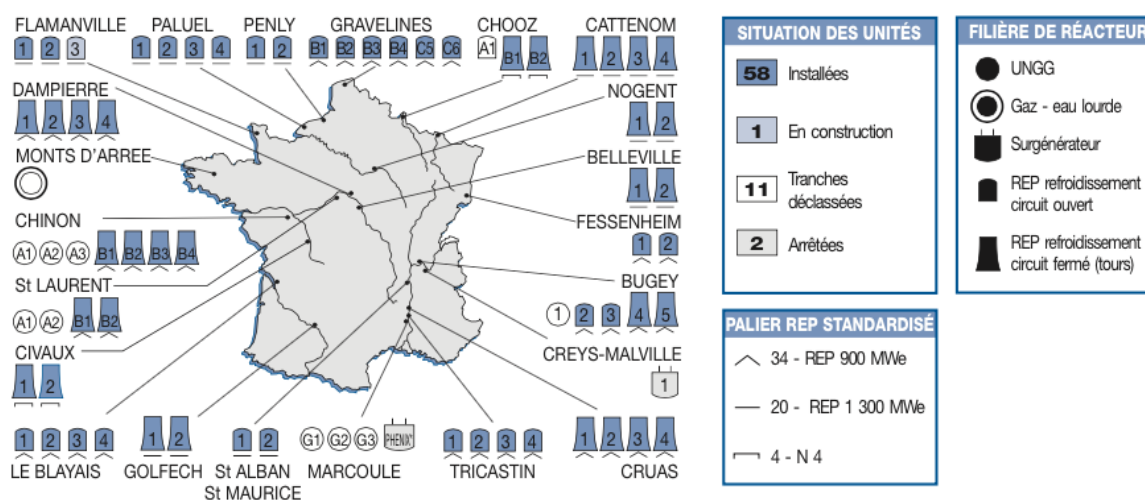 FLAMANVILLE
1 2 3
PALUEL
1 2 3 4
PENLY
1 2
GRAVELINES
B1 B2 B3 B4 C5 C6
CHOOZ
A1 B1 B2
CATTENOM
1 2 3 4
DAMPIERRE
1 2 3 4
NOGENT
1 2
MONTS D'ARREE
BELLEVILLE
1 2
CHINON
A1 A2 A3 B1 B2 B3 B4
FESSENHEIM
1 2
St LAURENT
A1 A2 B1 B2
BUGEY
1 2 3 4 5
CIVAUX
1 2
CREYS-MALVILLE
1
1 2 3 4
LE BLAYAIS
1 2
GOLFECH
1 2
St ALBAN
St MAURICE
G1 G2 G3 PHENIX
MARCOULE
1 2 3 4
TRICASTIN
1 2 3 4
CRUAS
SITUATION DES UNITÉS
58 Installées
1 En construction
11 Tranches
déclassées
2 Arrêtées
PALIER REP STANDARDISÉ
34 - REP 900 MWe
20 - REP 1 300 MWe
4 - N 4
FILIÈRE DE RÉACTEUR
UNGG
Gaz - eau lourde
Surgénérateur
REP refroidissement
circuit ouvert
REP refroidissement
circuit fermé (tours)